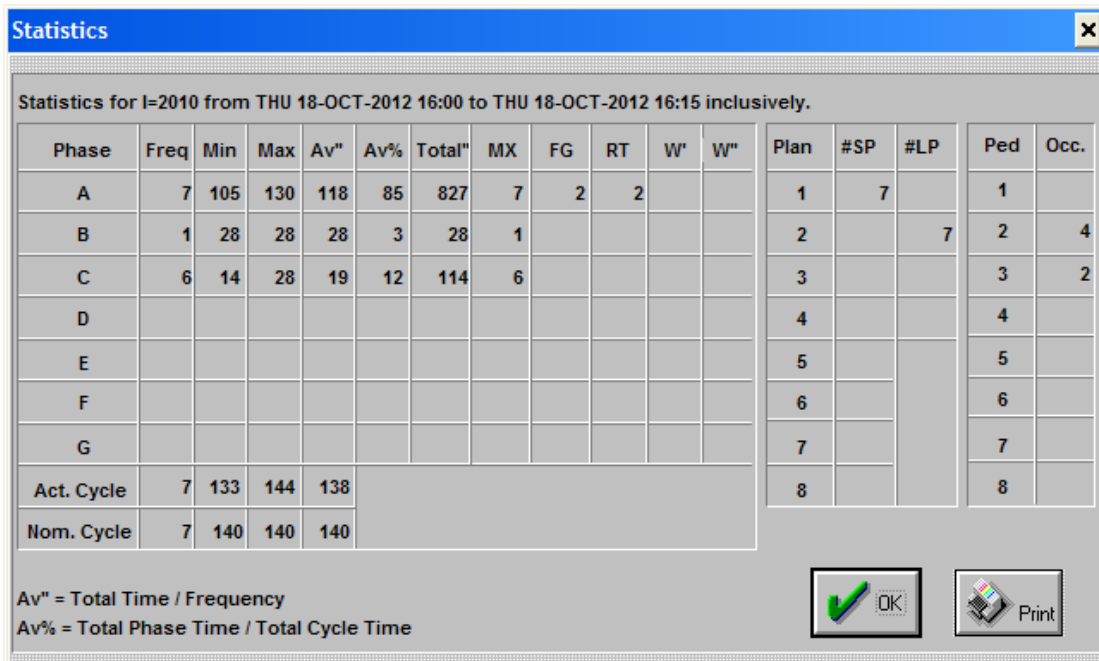 Statistics
Statistics for I=2010 from THU 18-OCT-2012 16:00 to THU 18-OCT-2012 16:15 inclusively.
Phase Freq Min Max Av" Av% Total" MX FG RT W' W" Plan #SP #LP Ped Occ.
A 7 105 130 118 85 827 7 2 2 1 7 1
B 1 28 28 28 3 28 1 2 7 2 4
C 6 14 28 19 12 114 6 3 3 2
D 4 4
E 5 5
F 6 6
G 7 7
Act. Cycle 7 133 144 138 8 8
Nom. Cycle 7 140 140 140
Av" = Total Time / Frequency
Av% = Total Phase Time / Total Cycle Time
OK
Print